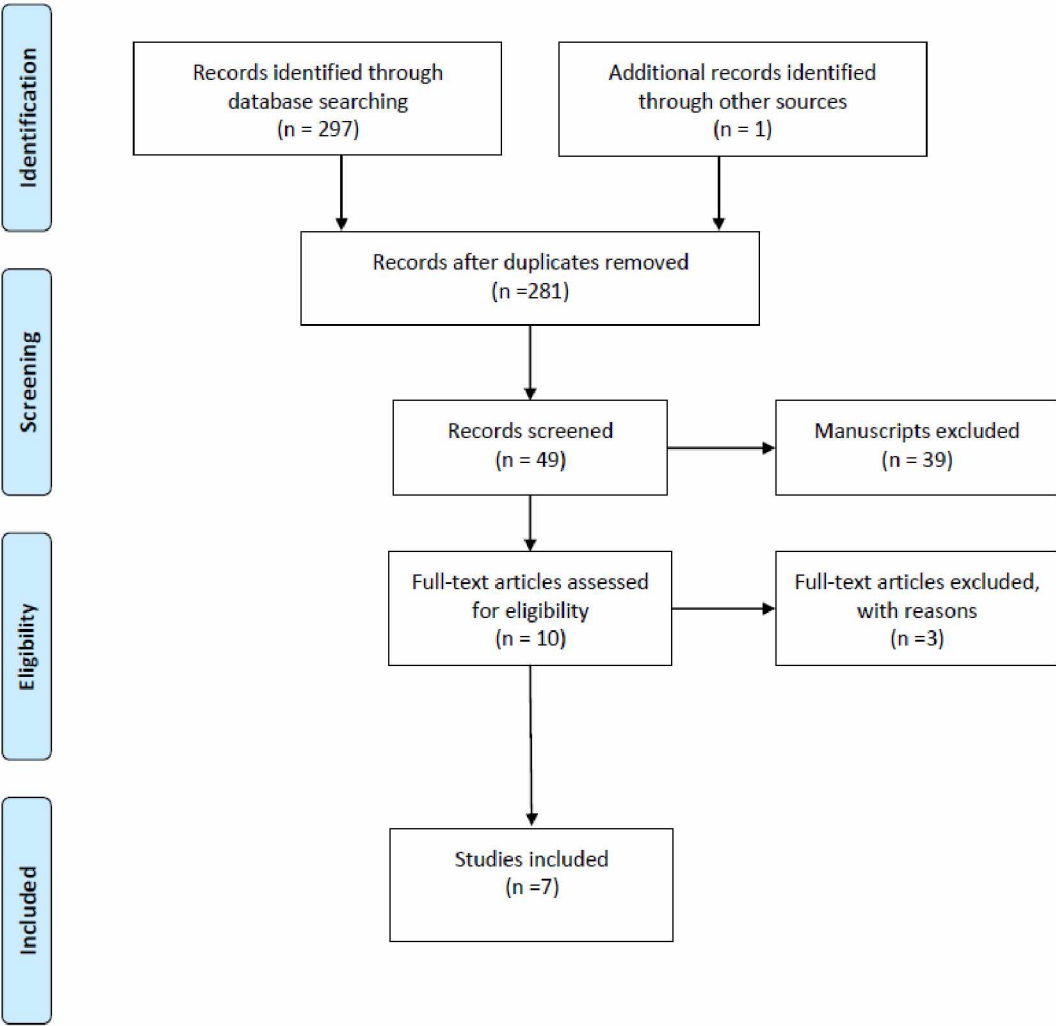 Identification
Records identified through
database searching
(n = 297)
Additional records identified
through other sources
(n = 1)
Records after duplicates removed
(n =281)
Screening
Records screened
(n = 49)
Manuscripts excluded
(n = 39)
Eligibility
Full-text articles assessed
for eligibility
(n = 10)
Full-text articles excluded,
with reasons
(n =3)
Included
Studies included
(n =7)